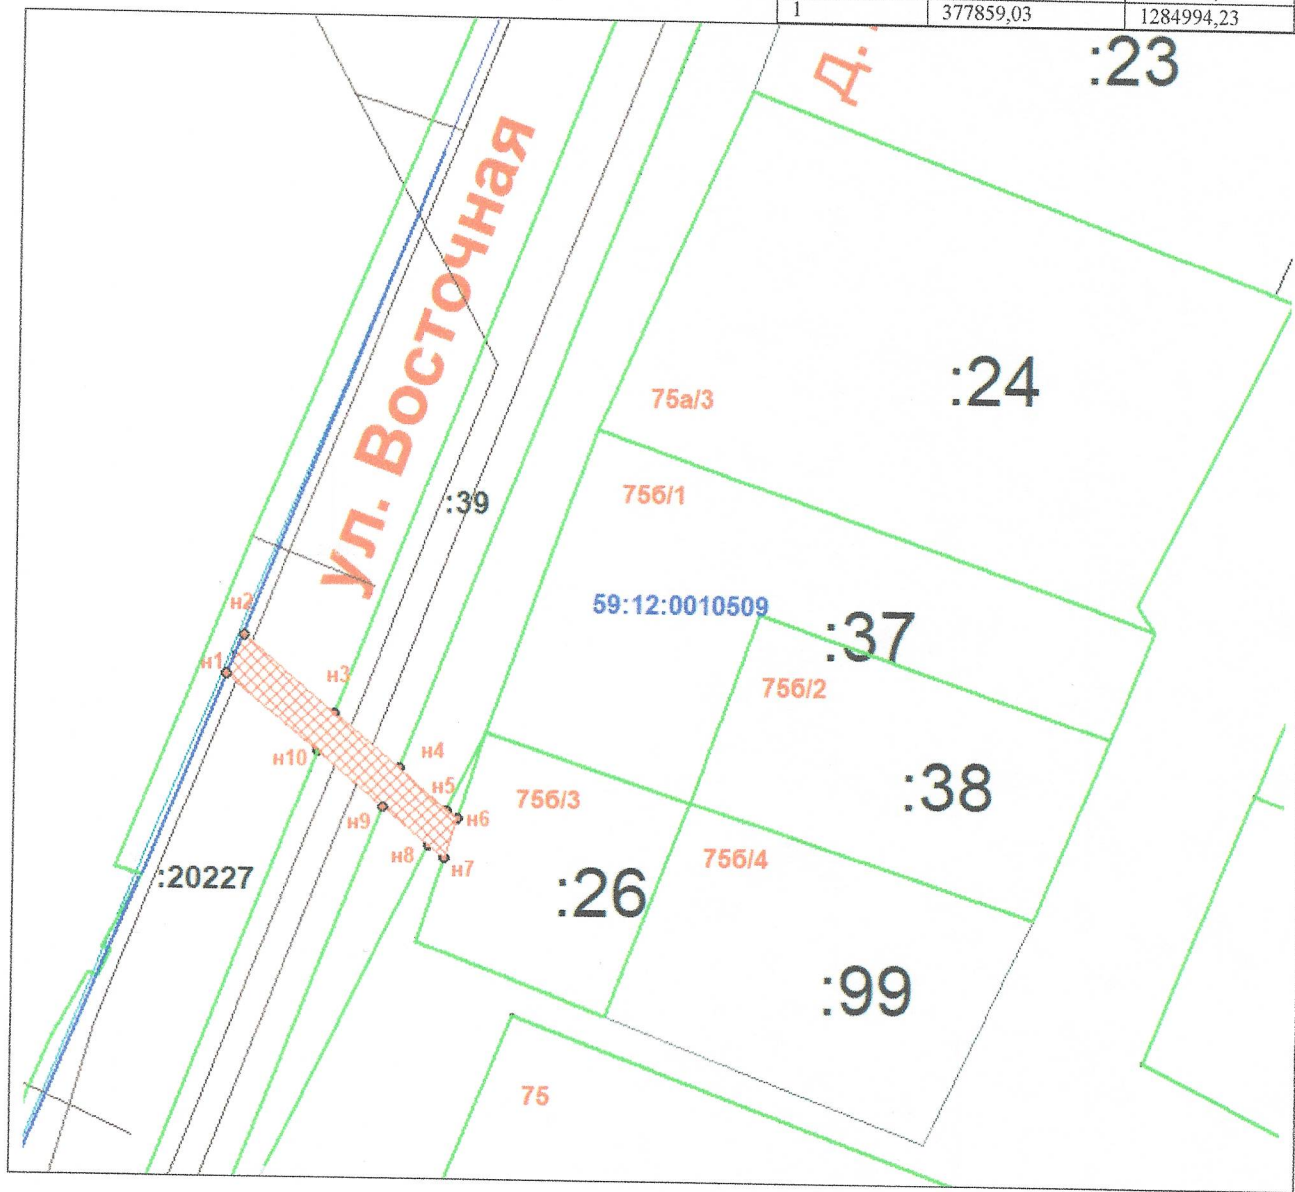 1 377859,03 1284994,23
:23
д.
ул. Восточная
:24
75а/3
75б/1
:39
59:12:0010509
н2
:37
н1
н3
75б/2
н4
н10
:38
75б/3
н5
н6
н9
н8
75б/4
н7
:20227
:26
:99
75